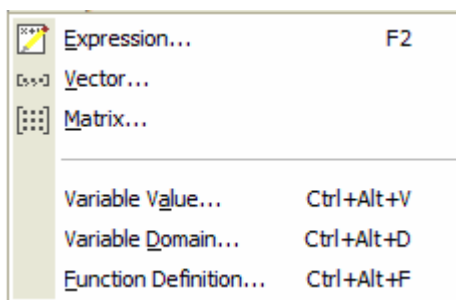 Expression... F2
Vector...
Matrix...
Variable Value... Ctrl+Alt+V
Variable Domain... Ctrl+Alt+D
Function Definition... Ctrl+Alt+F